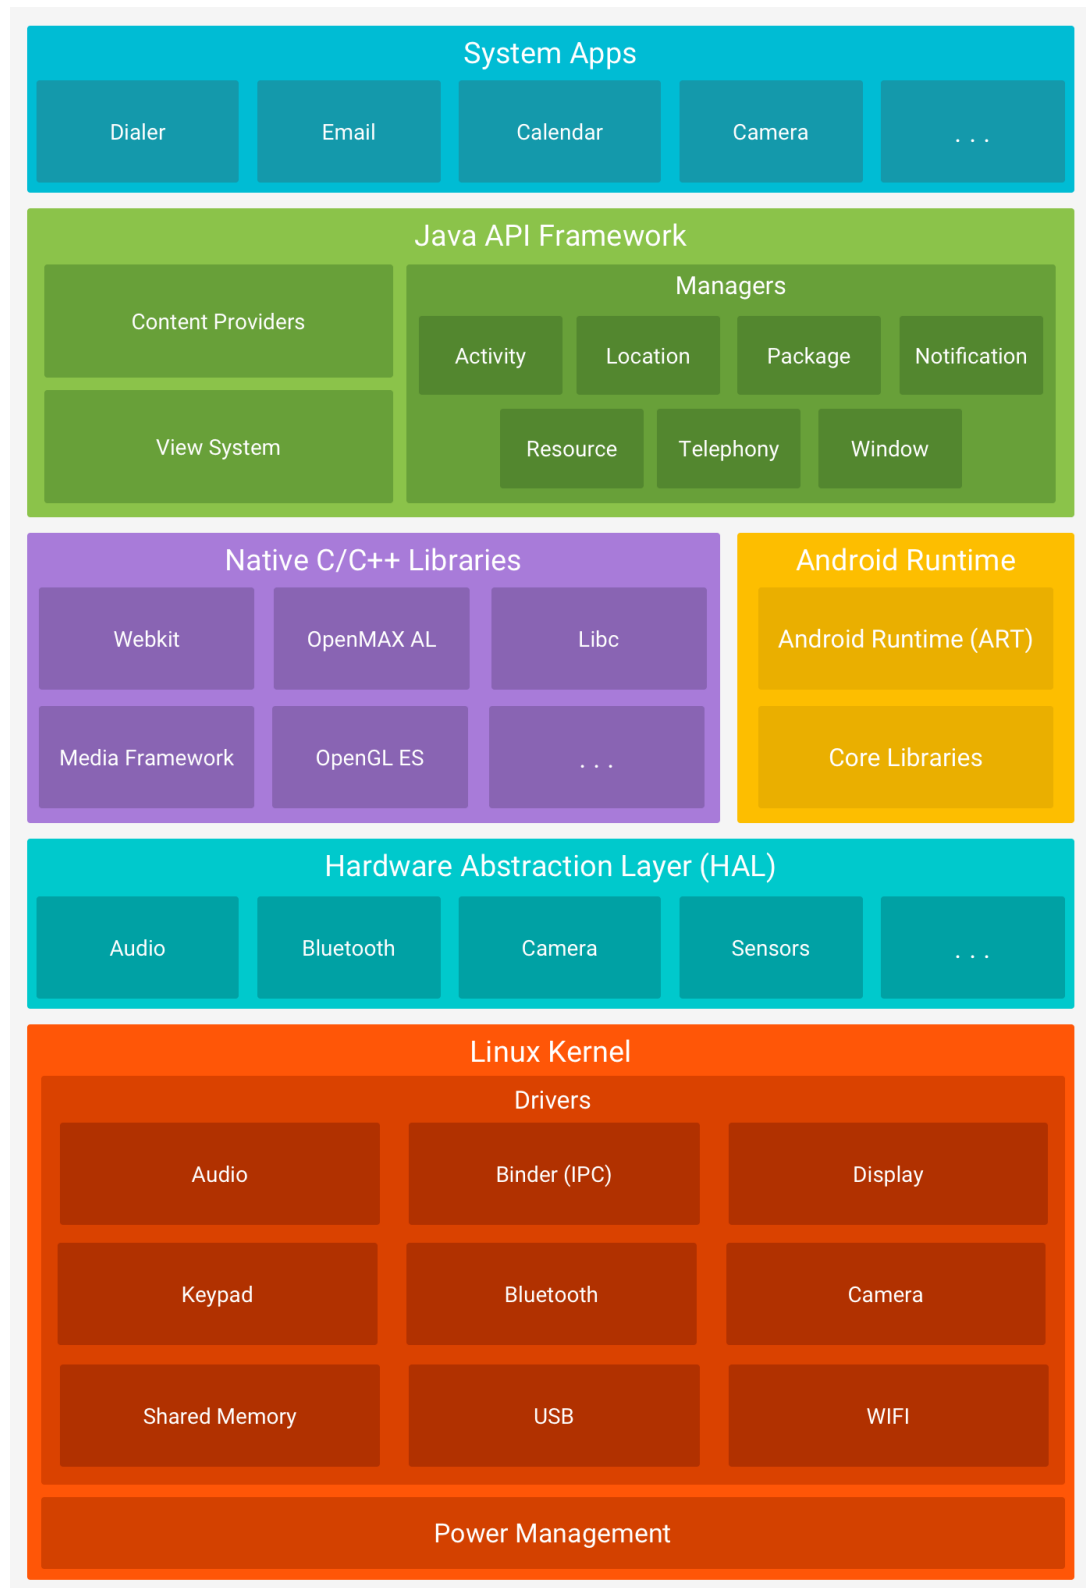 System Apps
Dialer
Email
Calendar
Camera
. . .
Java API Framework
Content Providers
View System
Managers
Activity
Location
Package
Notification
Resource
Telephony
Window
Native C/C++ Libraries
Webkit
OpenMAX AL
Libc
Media Framework
OpenGL ES
. . .
Android Runtime
Android Runtime (ART)
Core Libraries
Hardware Abstraction Layer (HAL)
Audio
Bluetooth
Camera
Sensors
. . .
Linux Kernel
Drivers
Audio
Binder (IPC)
Display
Keypad
Bluetooth
Camera
Shared Memory
USB
WIFI
Power Management